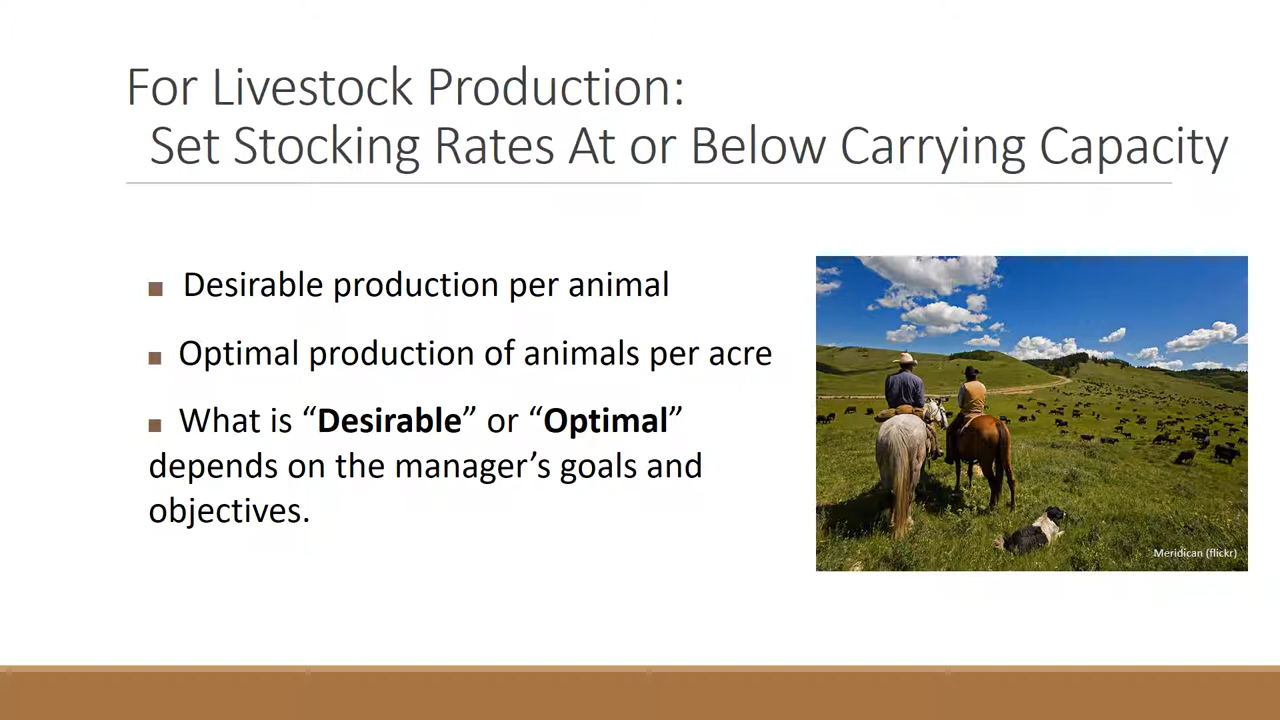 For Livestock Production:
Set Stocking Rates At or Below Carrying Capacity
■ Desirable production per animal
■ Optimal production of animals per acre
■ What is “Desirable” or “Optimal”
depends on the manager’s goals and
objectives.
Meridican (flickr)